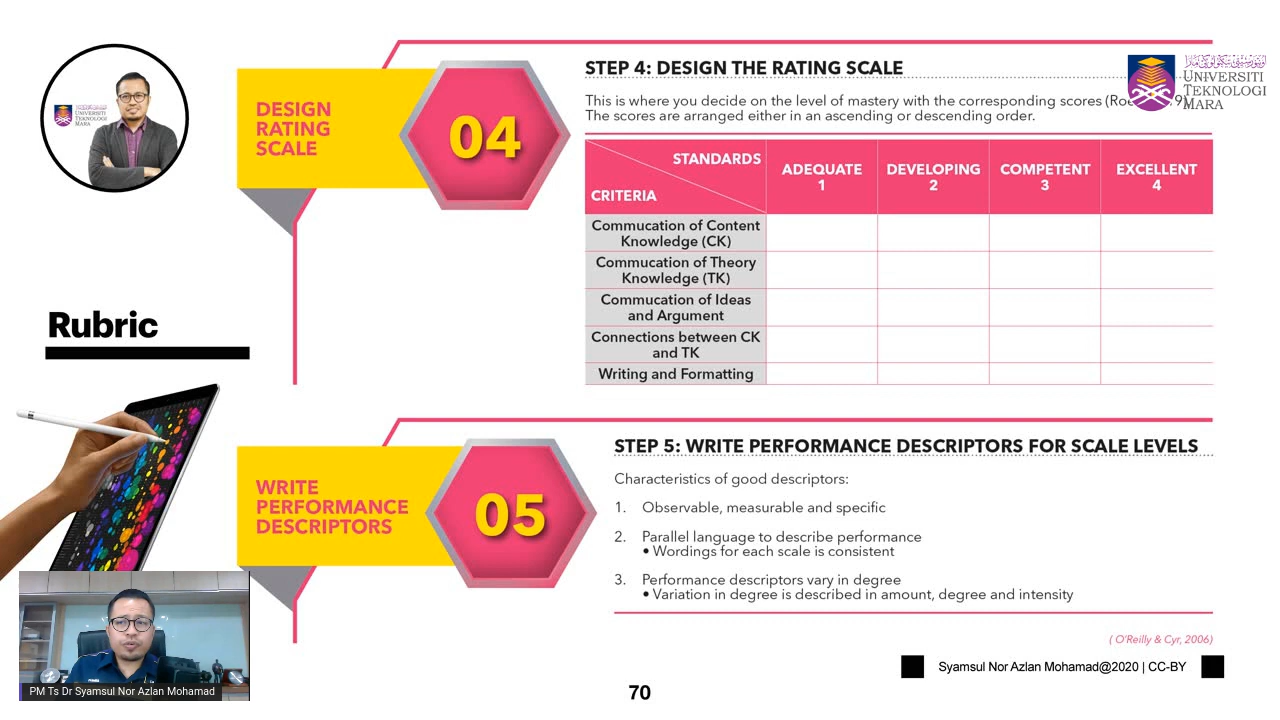 UNIVERSITI
TEKNOLOGI
MARA
DESIGN
RATING
SCALE
04
STEP 4: DESIGN THE RATING SCALE
This is where you decide on the level of mastery with the corresponding scores
The scores are arranged either in an ascending or descending order.
UNIVERSITI
TEKNOLOGI
MARA
STANDARDS
CRITERIA
ADEQUATE
1
DEVELOPING
2
COMPETENT
3
EXCELLENT
4
Commucation of Content
Knowledge (CK)
Commucation of Theory
Knowledge (TK)
Commucation of Ideas
and Argument
Connections between CK
and TK
Writing and Formatting
Rubric
WRITE
PERFORMANCE
DESCRIPTORS
05
STEP 5: WRITE PERFORMANCE DESCRIPTORS FOR SCALE LEVELS
Characteristics of good descriptors:
1. Observable, measurable and specific
2. Parallel language to describe performance
• Wordings for each scale is consistent
3. Performance descriptors vary in degree
• Variation in degree is described in amount, degree and intensity
( O'Reilly & Cyr, 2006)
Syamsul Nor Azlan Mohamad@2020 | CC-BY
PM Ts Dr Syamsul Nor Azlan Mohamad
70